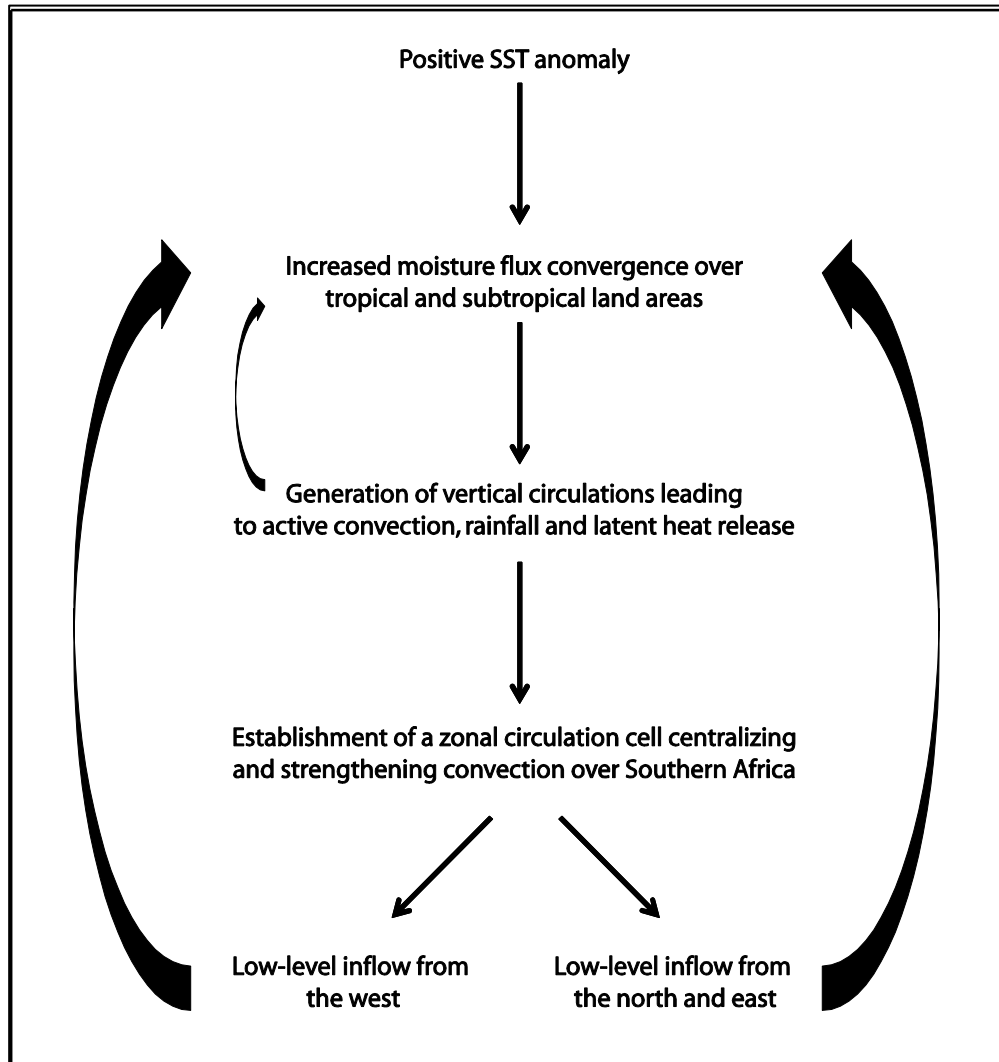 Positive SST anomaly
Increased moisture flux convergence over
tropical and subtropical land areas
Generation of vertical circulations leading
to active convection, rainfall and latent heat release
Establishment of a zonal circulation cell centralizing
and strengthening convection over Southern Africa
Low-level inflow from
the west
Low-level inflow from
the north and east